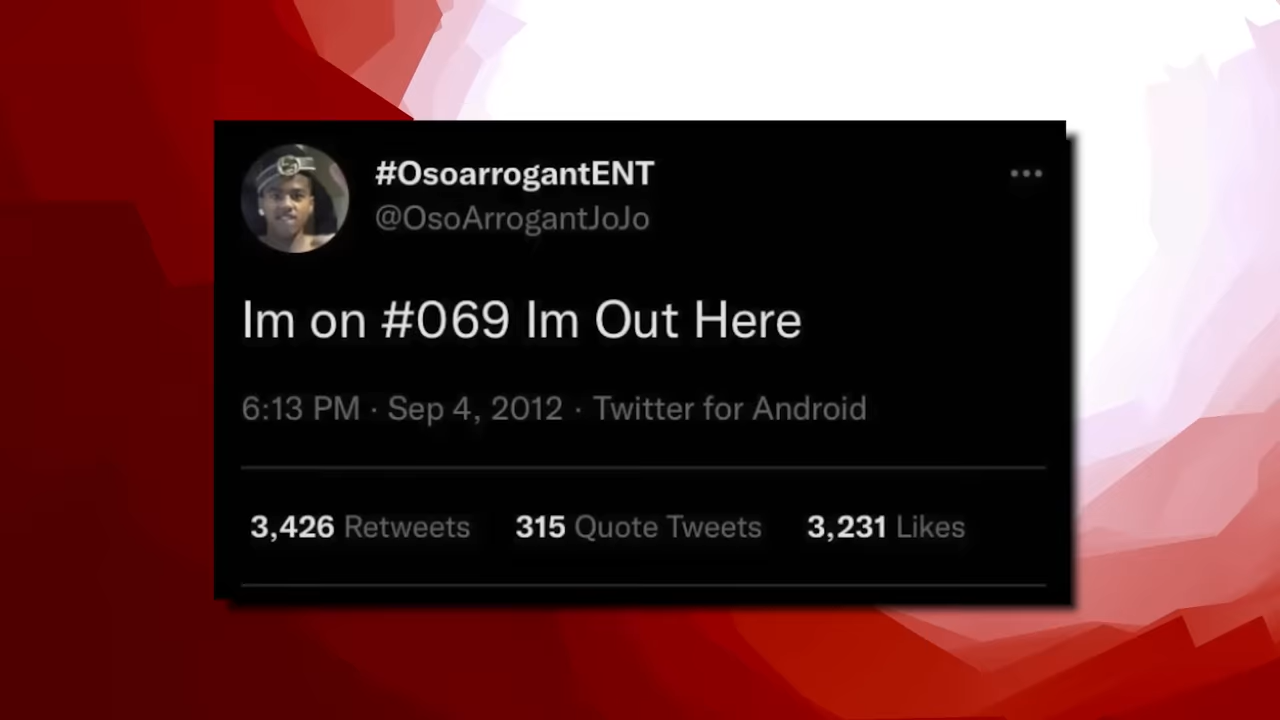 #OsoarrogantENT
@OsoArrogantJoJo
Im on #069 Im Out Here
6:13 PM · Sep 4, 2012 · Twitter for Android
3,426 Retweets 315 Quote Tweets 3,231 Likes